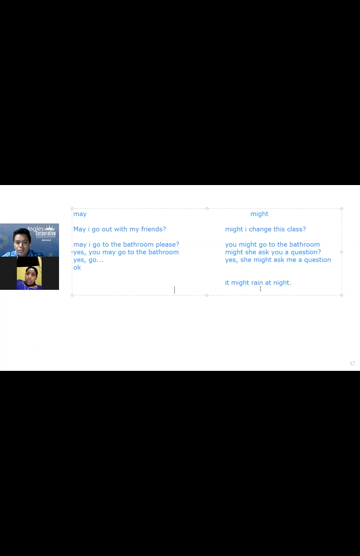 Inglés
Corporativo
may
May i go out with my friends?
may i go to the bathroom please?
yes, you may go to the bathroom
yes, go...
ok
might
might i change this class?
you might go to the bathroom
might she ask you a question?
yes, she might ask me a question
it might rain at night.